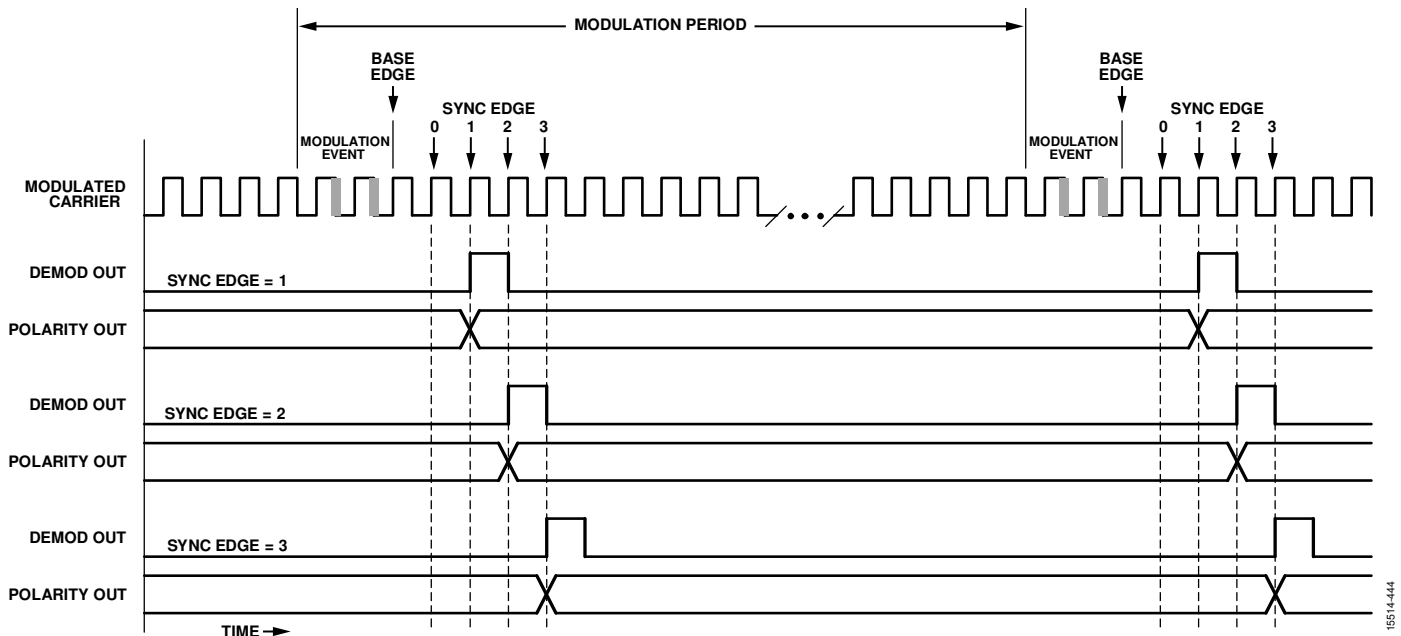 MODULATION PERIOD
BASE
EDGE
BASE
EDGE
SYNC EDGE
0 1 2 3
SYNC EDGE
0 1 2 3
MODULATION
EVENT
MODULATION
EVENT
MODULATED
CARRIER
DEMOD OUT
SYNC EDGE = 1
POLARITY OUT
DEMOD OUT
SYNC EDGE = 2
POLARITY OUT
DEMOD OUT
SYNC EDGE = 3
POLARITY OUT
TIME
15514-444